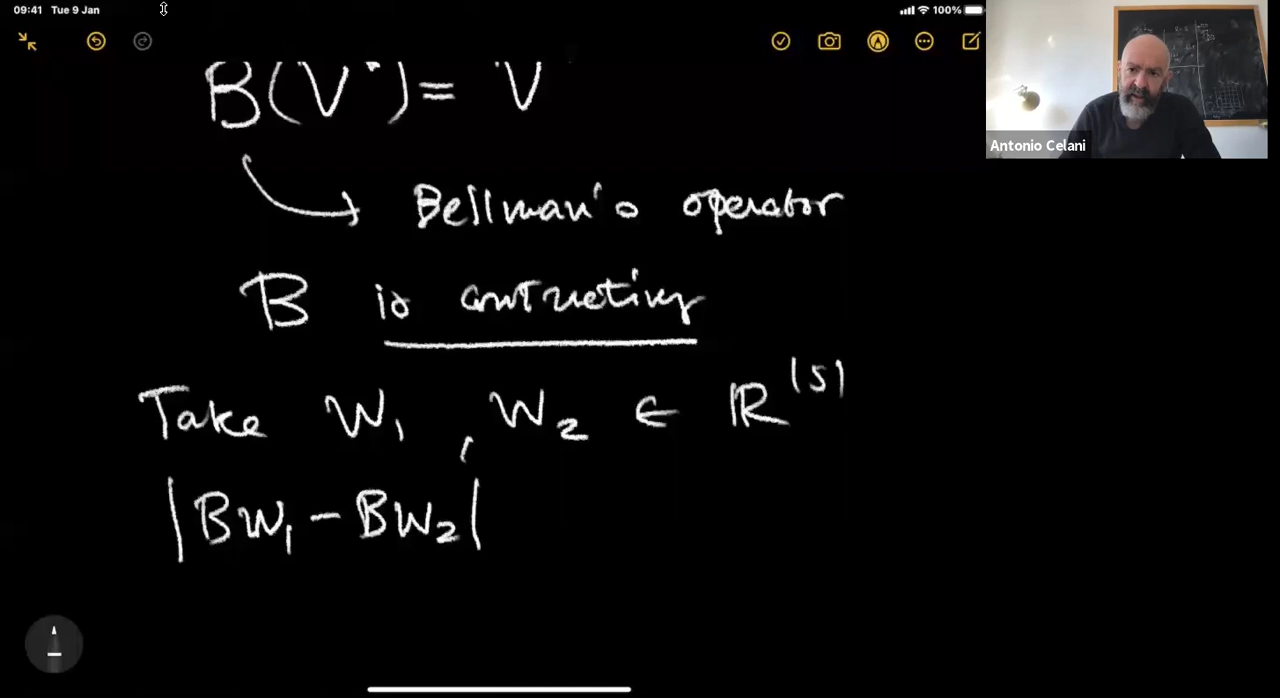 09:41 Tue 9 Jan 100%
B(V*) = V
Antonio Celani
Bellman's operator
B is contracting
Take W₁, W₂ ∈ ℝ^|S|
|BW₁ - BW₂|